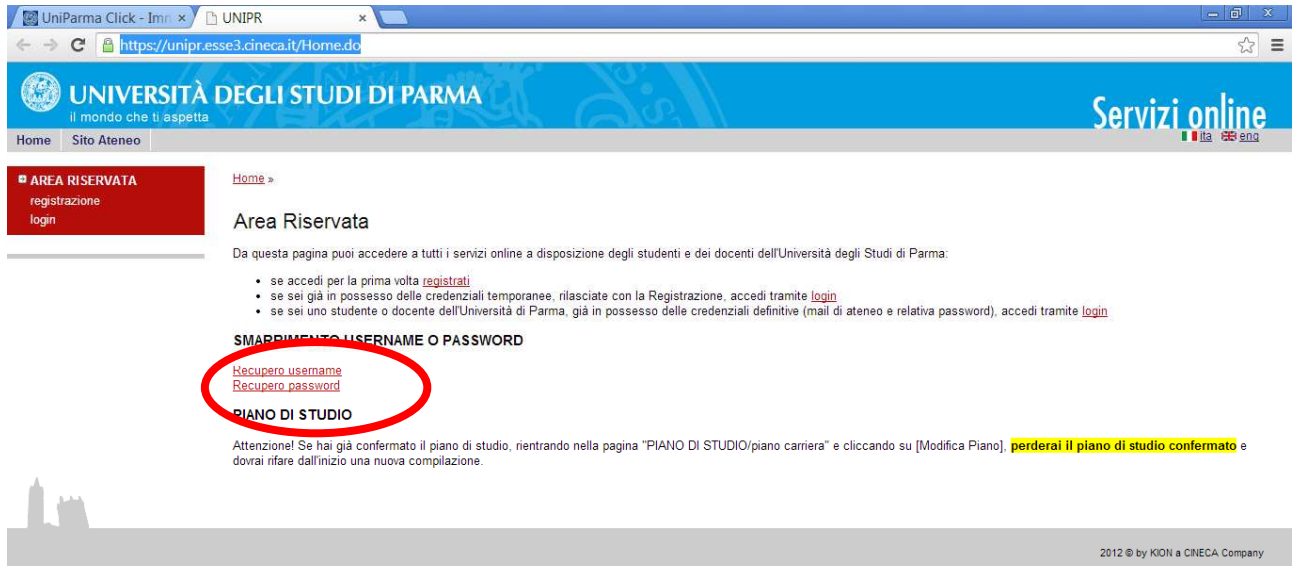 UniParma Click - Imn
UNIPR
https://unipr.esse3.cineca.it/Home.do
UNIVERSITÀ DEGLI STUDI DI PARMA
il mondo che ti aspetta
Servizi online
Home Sito Ateneo
ita eng
AREA RISERVATA
registrazione
login
Home »
Area Riservata
Da questa pagina puoi accedere a tutti i servizi online a disposizione degli studenti e dei docenti dell'Università degli Studi di Parma:
• se accedi per la prima volta registrati
• se sei già in possesso delle credenziali temporanee, rilasciate con la Registrazione, accedi tramite login
• se sei uno studente o docente dell'Università di Parma, già in possesso delle credenziali definitive (mail di ateneo e relativa password), accedi tramite login
SMARRIMENTO USERNAME O PASSWORD
Recupero username
Recupero password
PIANO DI STUDIO
Attenzione! Se hai già confermato il piano di studio, rientrando nella pagina "PIANO DI STUDIO/piano carriera" e cliccando su [Modifica Piano], perderai il piano di studio confermato e
dovrai rifare dall'inizio una nuova compilazione.
2012 © by KION a CINECA Company